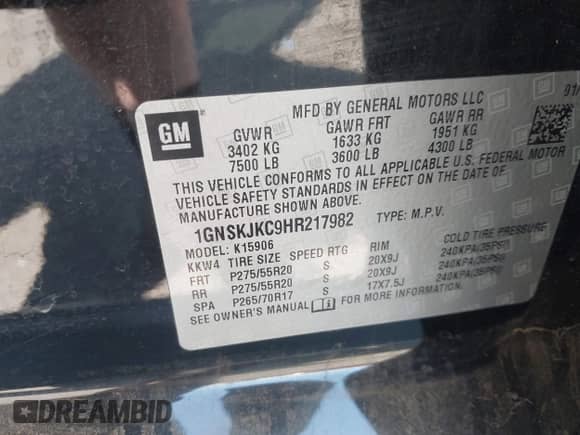 MFD BY GENERAL MOTORS LLC 01/
GM
GVWR GAWR FRT GAWR RR
3402 KG 1633 KG 1951 KG
7500 LB 3600 LB 4300 LB
THIS VEHICLE CONFORMS TO ALL APPLICABLE U.S. FEDERAL MOTOR
VEHICLE SAFETY STANDARDS IN EFFECT ON THE DATE OF
MANUFACTURE SHOWN ABOVE.
1GNSKJKC9HR217982 TYPE: M.P.V.
MODEL: K15906
KKW4 TIRE SIZE SPEED RTG RIM COLD TIRE PRESSURE
FRT P275/55R20 S 20X9J 240KPA(35PSI)
RR P275/55R20 S 20X9J 240KPA(35PSI)
SPA P265/70R17 S 17X7.5J 240KPA(35PSI)
SEE OWNER'S MANUAL FOR MORE INFORMATION.
DREAMBID